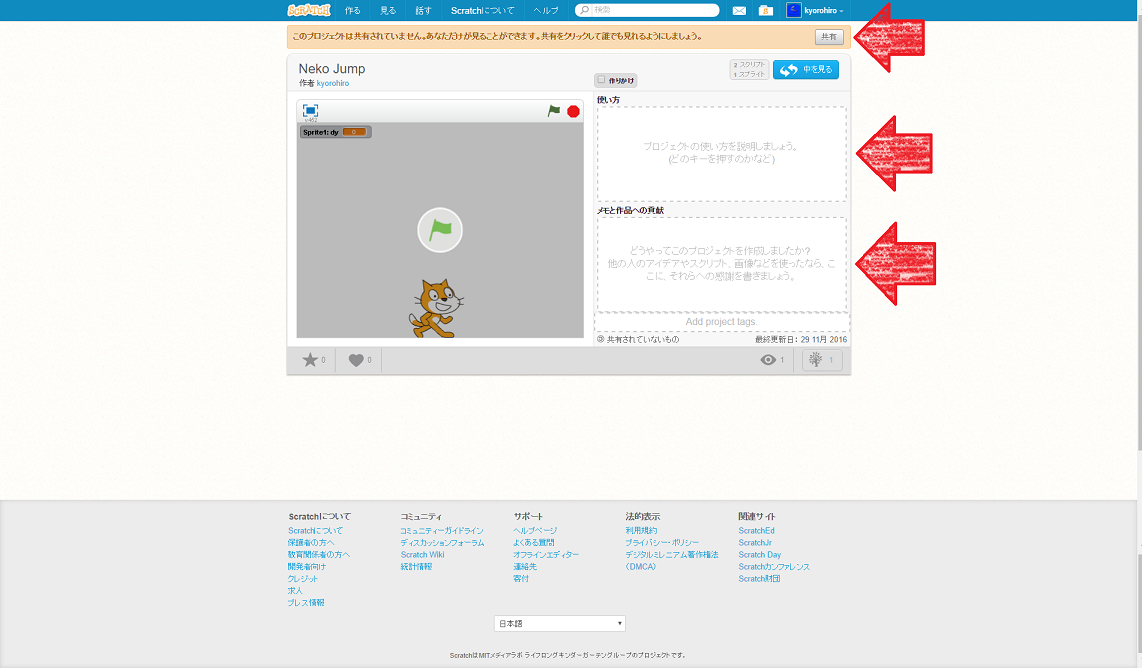 SCRATCH 作る 見る 話す Scratchについて ヘルプ 検索 kyorohiro
このプロジェクトは共有されていません。あなただけが見ることができます。共有をクリックして誰でも見れるようにしましょう。 共有
Neko Jump
作者 kyorohiro
2 スクリプト
1 スプライト
中を見る
作りかけ
v452
Sprite1: dy 0
使い方
プロジェクトの使い方を説明しましょう。
(どのキーを押すのかなど)
メモと作品への貢献
どうやってこのプロジェクトを作成しましたか?
他の人のアイデアやスクリプト、画像などを使ったなら、こ
こに、それらへの感謝を書きましょう。
Add project tags.
共有されていないもの 最終更新日: 29 11月 2016
0 0 1 1
Scratchについて
Scratchについて
保護者の方へ
教育関係者の方へ
開発者向け
クレジット
求人
プレス情報
コミュニティ
コミュニティーガイドライン
ディスカッションフォーラム
Scratch Wiki
統計情報
サポート
ヘルプページ
よくある質問
オフラインエディター
連絡先
寄付
法的表示
利用規約
プライバシー・ポリシー
デジタルミレニアム著作権法
(DMCA)
関連サイト
ScratchEd
ScratchJr
Scratch Day
Scratchカンファレンス
Scratch財団
日本語
ScratchはMITメディアラボ ライフロングキンダーガーテングループのプロジェクトです。